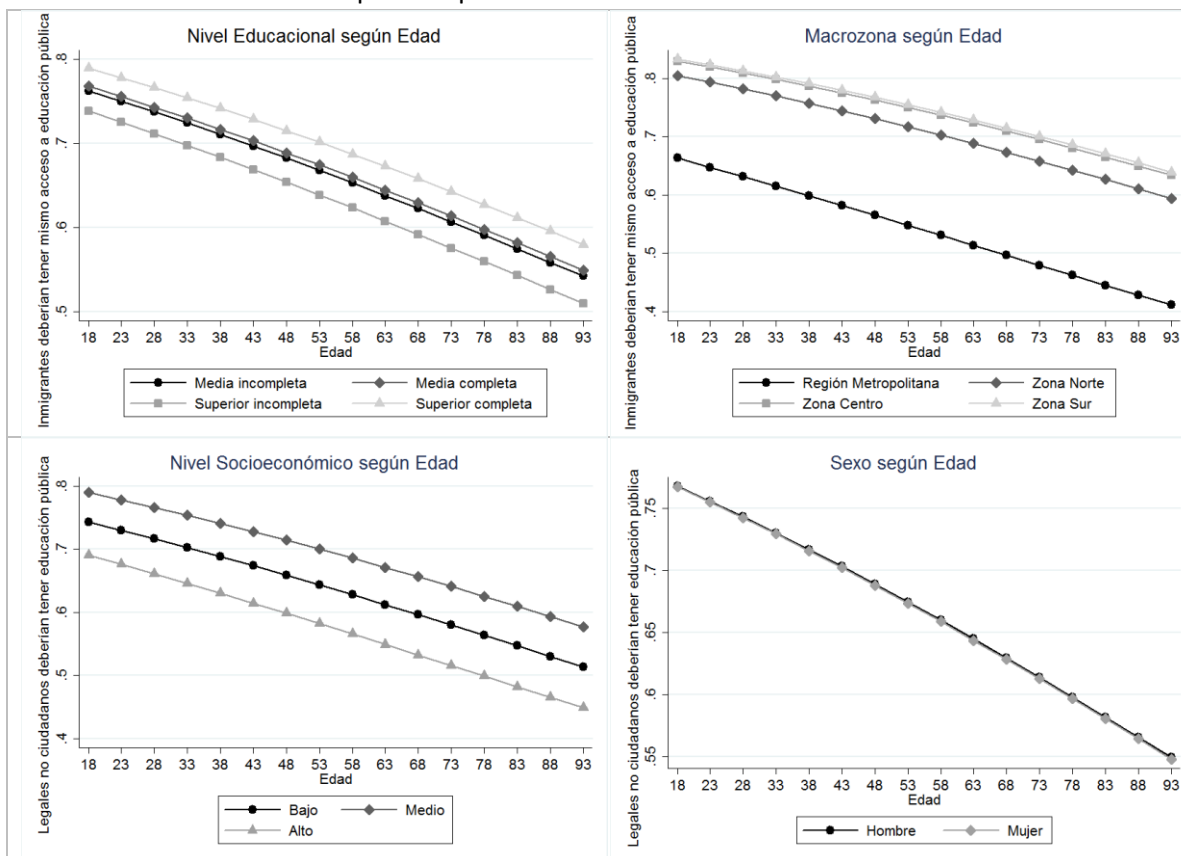 Nivel Educacional según Edad
Inmigrantes deberían tener mismo acceso a educación pública
.8
.7
.6
.5
18 23 28 33 38 43 48 53 58 63 68 73 78 83 88 93
Edad
Media incompleta Media completa
Superior incompleta Superior completa
Macrozona según Edad
Inmigrantes deberían tener mismo acceso a educación pública
.8
.7
.6
.5
.4
18 23 28 33 38 43 48 53 58 63 68 73 78 83 88 93
Edad
Región Metropolitana Zona Norte
Zona Centro Zona Sur
Nivel Socioeconómico según Edad
Legales no ciudadanos deberían tener educación pública
.8
.7
.6
.5
.4
18 23 28 33 38 43 48 53 58 63 68 73 78 83 88 93
Edad
Bajo Medio
Alto
Sexo según Edad
Legales no ciudadanos deberían tener educación pública
.75
.7
.65
.6
.55
18 23 28 33 38 43 48 53 58 63 68 73 78 83 88 93
Edad
Hombre Mujer